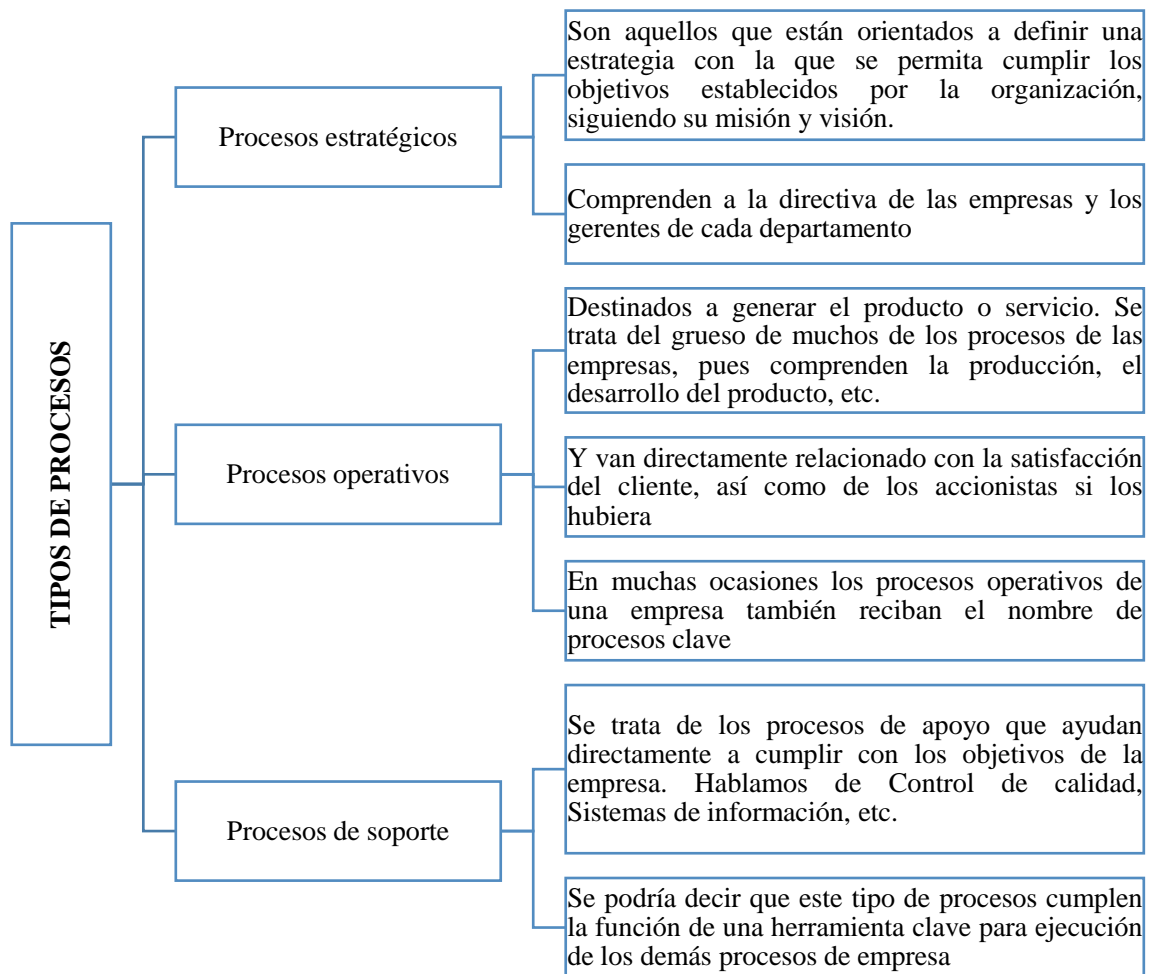 TIPOS DE PROCESOS
Procesos estratégicos
Son aquellos que están orientados a definir una
estrategia con la que se permita cumplir los
objetivos establecidos por la organización,
siguiendo su misión y visión.
Comprenden a la directiva de las empresas y los
gerentes de cada departamento
Procesos operativos
Destinados a generar el producto o servicio. Se
trata del grueso de muchos de los procesos de las
empresas, pues comprenden la producción, el
desarrollo del producto, etc.
Y van directamente relacionado con la satisfacción
del cliente, así como de los accionistas si los
hubiera
En muchas ocasiones los procesos operativos de
una empresa también reciban el nombre de
procesos clave
Procesos de soporte
Se trata de los procesos de apoyo que ayudan
directamente a cumplir con los objetivos de la
empresa. Hablamos de Control de calidad,
Sistemas de información, etc.
Se podría decir que este tipo de procesos cumplen
la función de una herramienta clave para ejecución
de los demás procesos de empresa